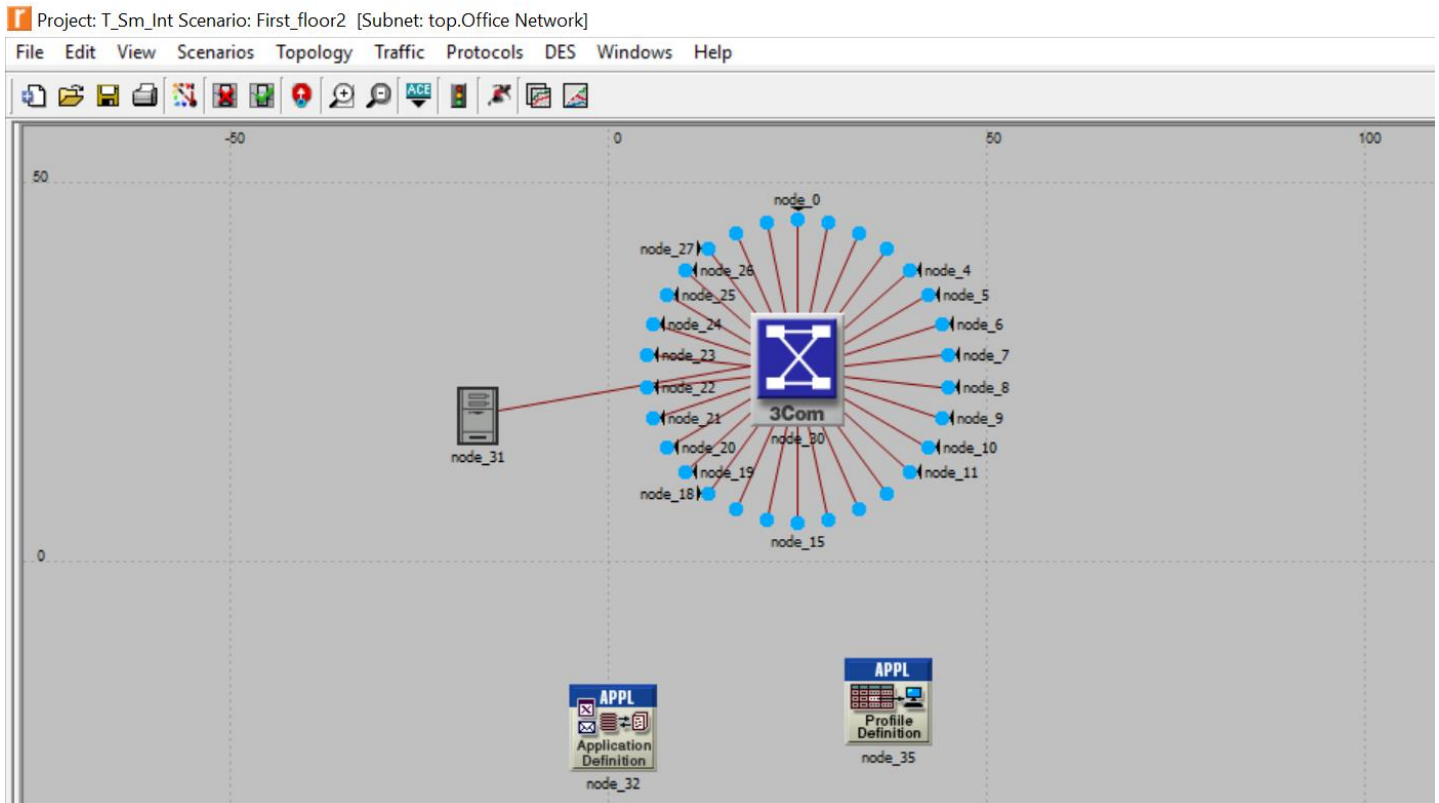 Project: T_Sm_Int Scenario: First_floor2 [Subnet: top.Office Network]
File Edit View Scenarios Topology Traffic Protocols DES Windows Help
ACE
-50 0 50 100
50
node_0
node_27
node_26 node_4
node_25 node_5
node_24 node_6
node_23 node_7
node_22 node_8
3Com
node_21 node_9
node_30
node_20 node_10
node_31
node_19 node_11
node_18
node_15
0
APPL
Profiile
Definition
node_35
APPL
Application
Definition
node_32